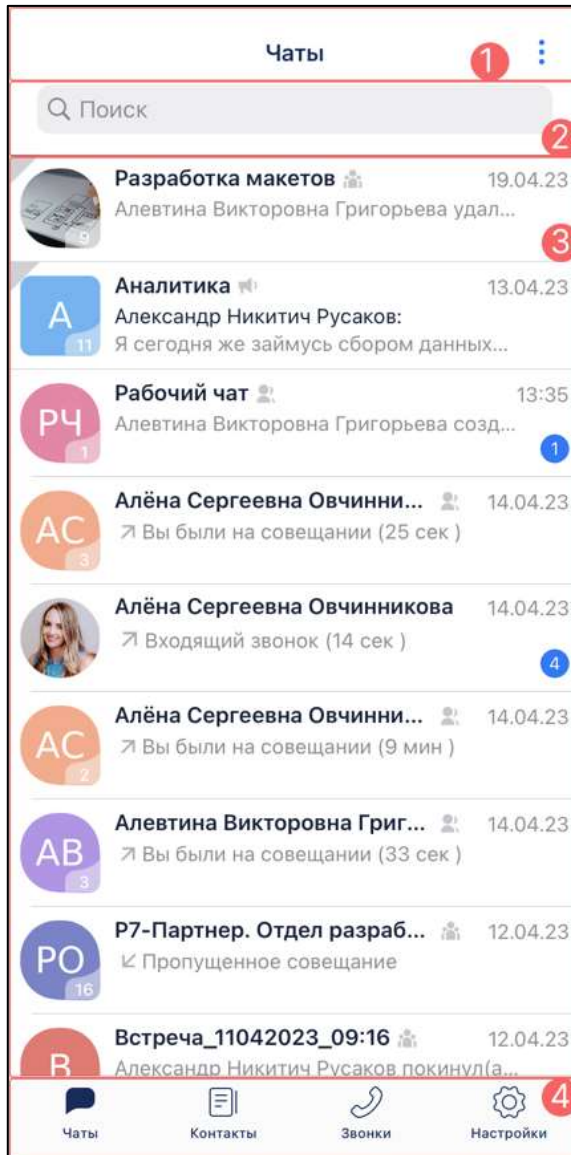 Чаты
1
Поиск
2
Разработка макетов 19.04.23
Алевтина Викторовна Григорьева удал...
9
3
Аналитика 13.04.23
А
Александр Никитич Русаков:
11
Я сегодня же займусь сбором данных...
Рабочий чат 13:35
РЧ
Алевтина Викторовна Григорьева созд...
1
1
Алёна Сергеевна Овчинни... 14.04.23
АС
Вы были на совещании (25 сек )
3
Алёна Сергеевна Овчинникова 14.04.23
Входящий звонок (14 сек )
4
Алёна Сергеевна Овчинни... 14.04.23
АС
Вы были на совещании (9 мин )
2
Алевтина Викторовна Григ... 14.04.23
АВ
Вы были на совещании (33 сек )
3
Р7-Партнер. Отдел разраб... 12.04.23
РО
Пропущенное совещание
16
Встреча_11042023_09:16 12.04.23
В
Александр Никитич Русаков покинул(а...
4
Чаты Контакты Звонки Настройки